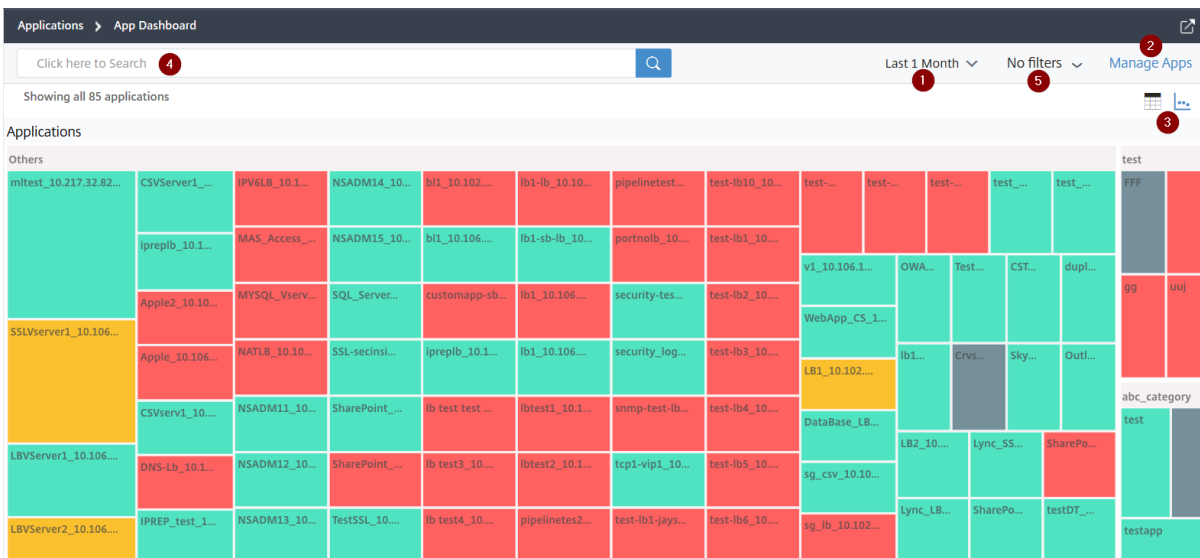 Applications > App Dashboard
2
Click here to Search 4
Last 1 Month
No filters
Manage Apps
1
5
Showing all 85 applications
3
Applications
Others
test
mltest_10.217.32.82...
CSVServer1_...
IPV6LB_10.1...
NSADM14_10...
bl1_10.102....
lb1-lb_10.10...
pipelinetest...
test-lb10_10...
test-...
test-...
test-...
test_...
test_...
FFF
ipreplb_10.1...
MAS_Access_...
NSADM15_10...
bl1_10.106....
lb1-sb-lb_10...
portnolb_10....
test-lb1_10....
v1_10.106.1...
OWA...
Test...
CST...
dupl...
Apple2_10.10...
MYSQL_Vserv...
SQL_Server...
customapp-sb...
lb1_10.106....
security-tes...
test-lb2_10....
gg
uuj
SSLVserver1_10.106....
WebApp_CS_1...
Apple_10.106...
NATLB_10.10...
SSL-secinsi...
ipreplb_10.1...
lb1_10.106....
security_log...
test-lb3_10....
lb1...
Crvs...
Sky...
Outl...
LB1_10.102....
CSVserv1_10....
NSADM11_10...
SharePoint_...
lb test test ...
lbtest1_10.1...
snmp-test-lb...
test-lb4_10....
abc_category
DataBase_LB...
test
LBVServer1_10.106....
DNS-Lb_10.1...
NSADM12_10...
SharePoint_...
lb test3_10....
lbtest2_10.1...
tcp1-vip1_10...
test-lb5_10....
LB2_10....
Lync_SS...
SharePo...
sg_csv_10.10...
LBVServer2_10.106....
IPREP_test_1...
NSADM13_10...
TestSSL_10....
lb test4_10....
pipelinetes2...
test-lb1-jays...
test-lb6_10....
sg_lb_10.102...
Lync_LB...
SharePo...
testDT_...
testapp